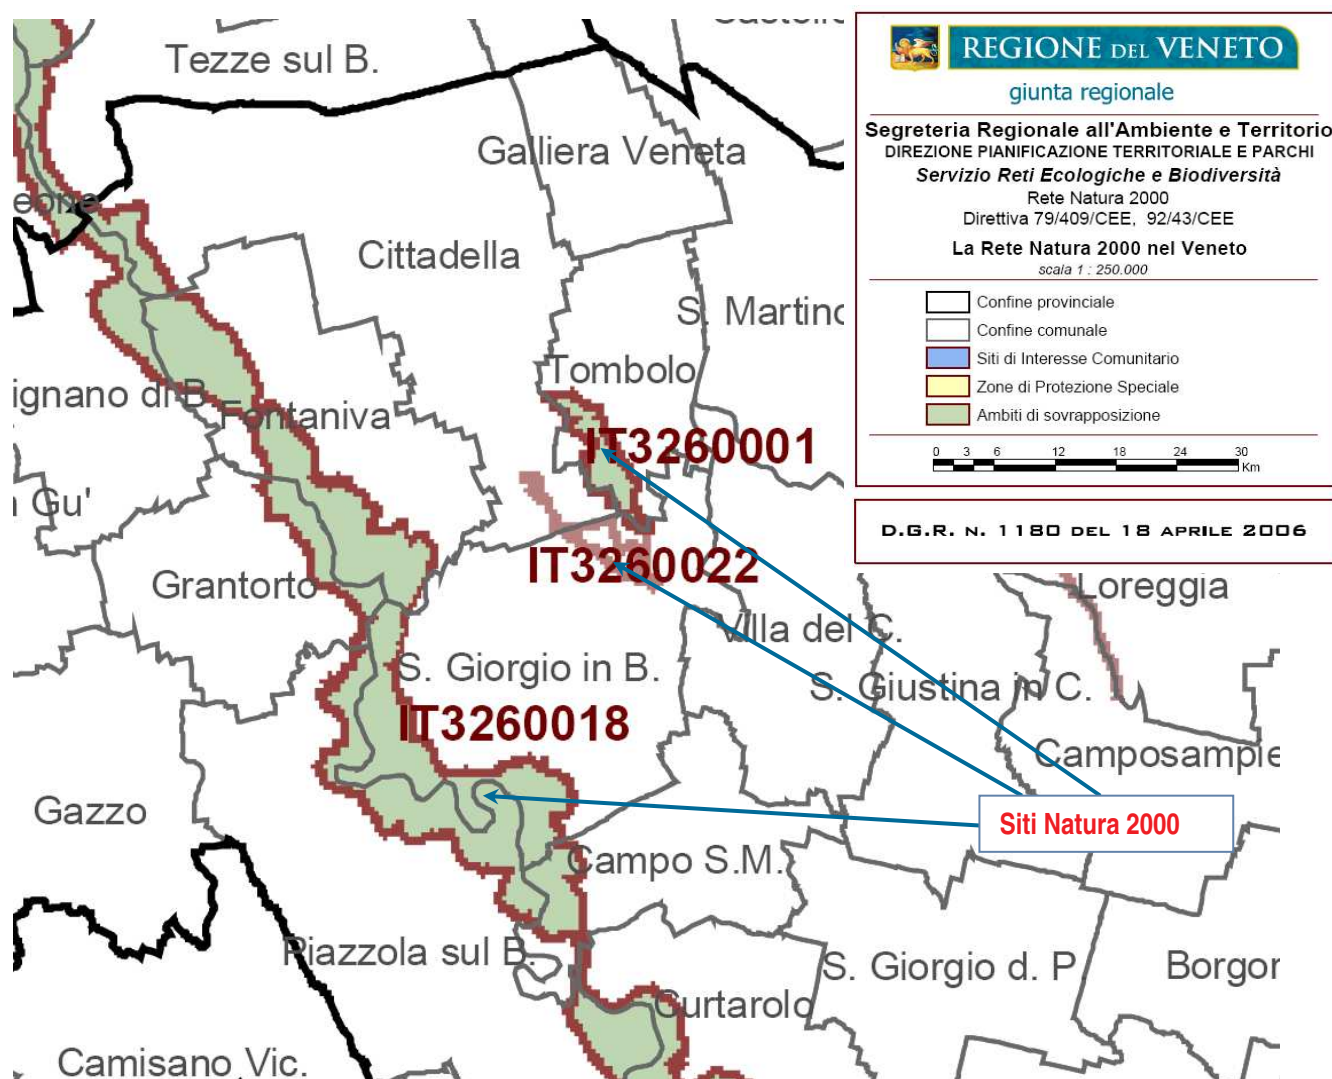 Tezze sul B.
Galliera Veneta
eone
Cittadella
S. Martino
Tombolo
ignano di B.
Fontaniva
IT3260001
n Gu'
IT3260022
Grantorto
Loreggia
Villa del C.
S. Giorgio in B.
S. Giustina in C.
IT3260018
Camposampie
Gazzo
Siti Natura 2000
Campo S.M.
Piazzola sul B.
S. Giorgio d. P
Borgor
Curtarolo
Camisano Vic.
REGIONE DEL VENETO
giunta regionale
Segreteria Regionale all'Ambiente e Territorio
DIREZIONE PIANIFICAZIONE TERRITORIALE E PARCHI
Servizio Reti Ecologiche e Biodiversità
Rete Natura 2000
Direttiva 79/409/CEE, 92/43/CEE
La Rete Natura 2000 nel Veneto
scala 1 : 250.000
Confine provinciale
Confine comunale
Siti di Interesse Comunitario
Zone di Protezione Speciale
Ambiti di sovrapposizione
0 3 6 12 18 24 30
Km
D.G.R. N. 1180 DEL 18 APRILE 2006